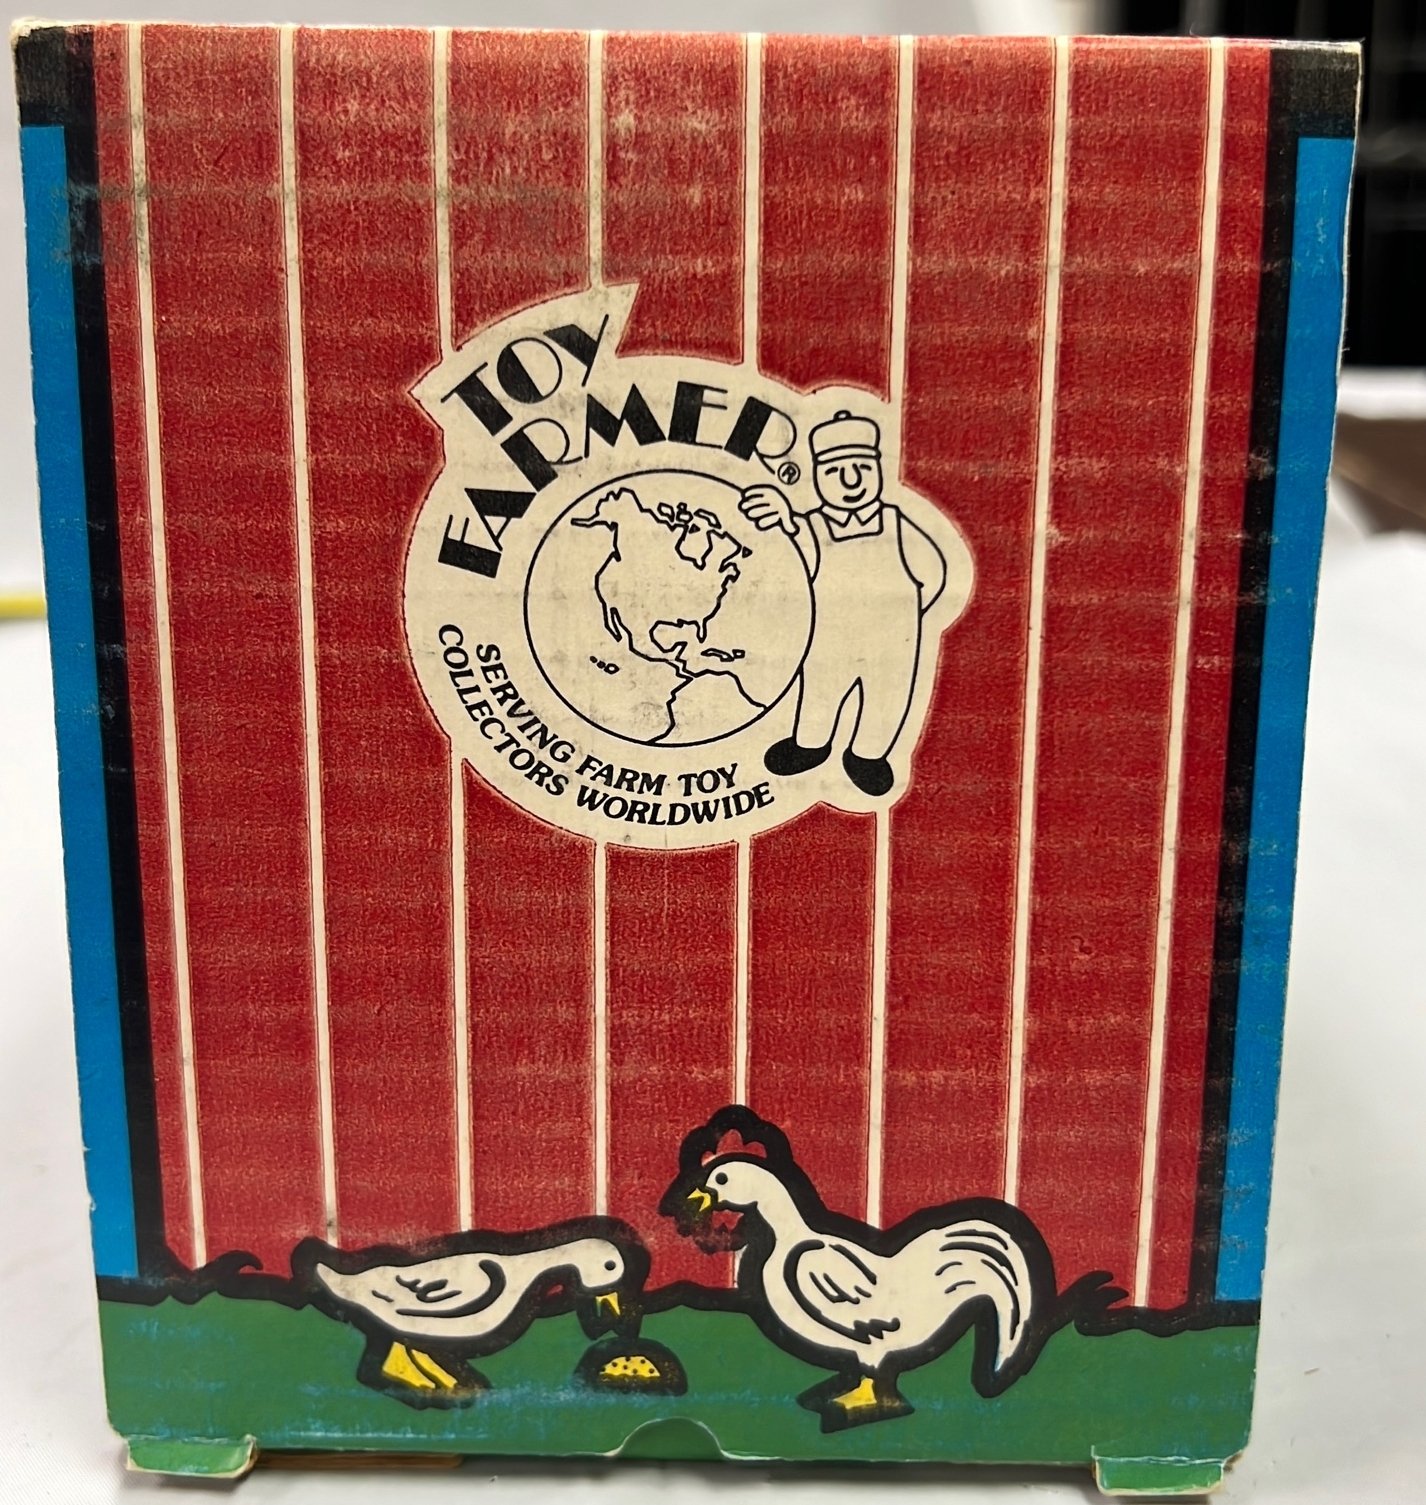 TOY
FARMER®
SERVING FARM TOY
COLLECTORS WORLDWIDE